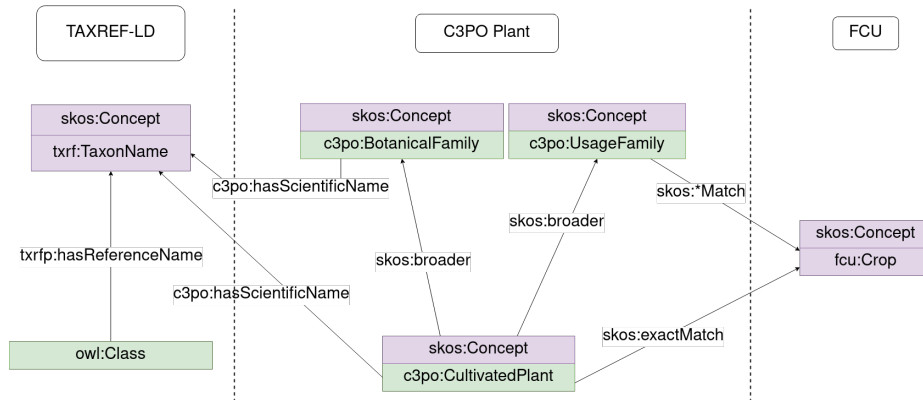 TAXREF-LD
C3PO Plant
FCU
skos:Concept
txrf:TaxonName
skos:Concept
c3po:BotanicalFamily
skos:Concept
c3po:UsageFamily
c3po:hasScientificName
skos:*Match
skos:broader
skos:Concept
fcu:Crop
txrfp:hasReferenceName
skos:broader
c3po:hasScientificName
skos:exactMatch
owl:Class
skos:Concept
c3po:CultivatedPlant